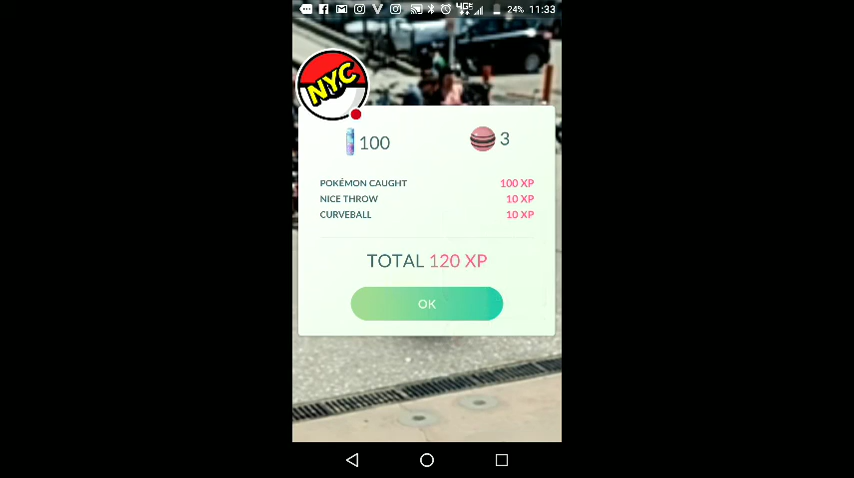 4GE 24% 11:33
NYC
100 3
POKÉMON CAUGHT 100 XP
NICE THROW 10 XP
CURVEBALL 10 XP
TOTAL 120 XP
OK